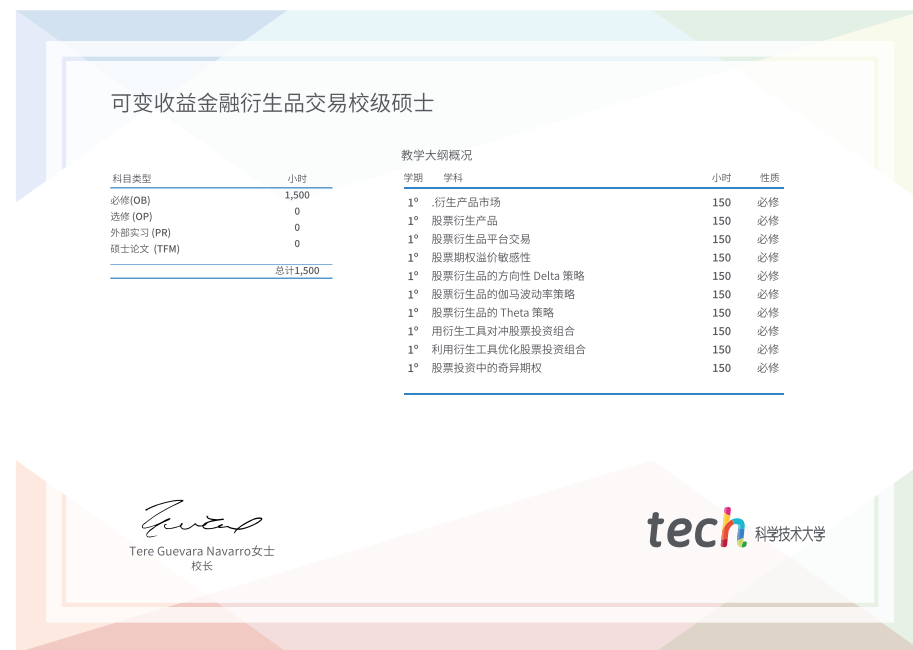 可变收益金融衍生品交易校级硕士
科目类型 小时
必修(OB) 1,500
选修 (OP) 0
外部实习 (PR) 0
硕士论文 (TFM) 0
总计1,500
教学大纲概况
学期 学科 小时 性质
1º .衍生产品市场 150 必修
1º 股票衍生产品 150 必修
1º 股票衍生品平台交易 150 必修
1º 股票期权溢价敏感性 150 必修
1º 股票衍生品的方向性 Delta 策略 150 必修
1º 股票衍生品的伽马波动率策略 150 必修
1º 股票衍生品的 Theta 策略 150 必修
1º 用衍生工具对冲股票投资组合 150 必修
1º 利用衍生工具优化股票投资组合 150 必修
1º 股票投资中的奇异期权 150 必修
Tere Guevara Navarro女士
校长
tech 科学技术大学